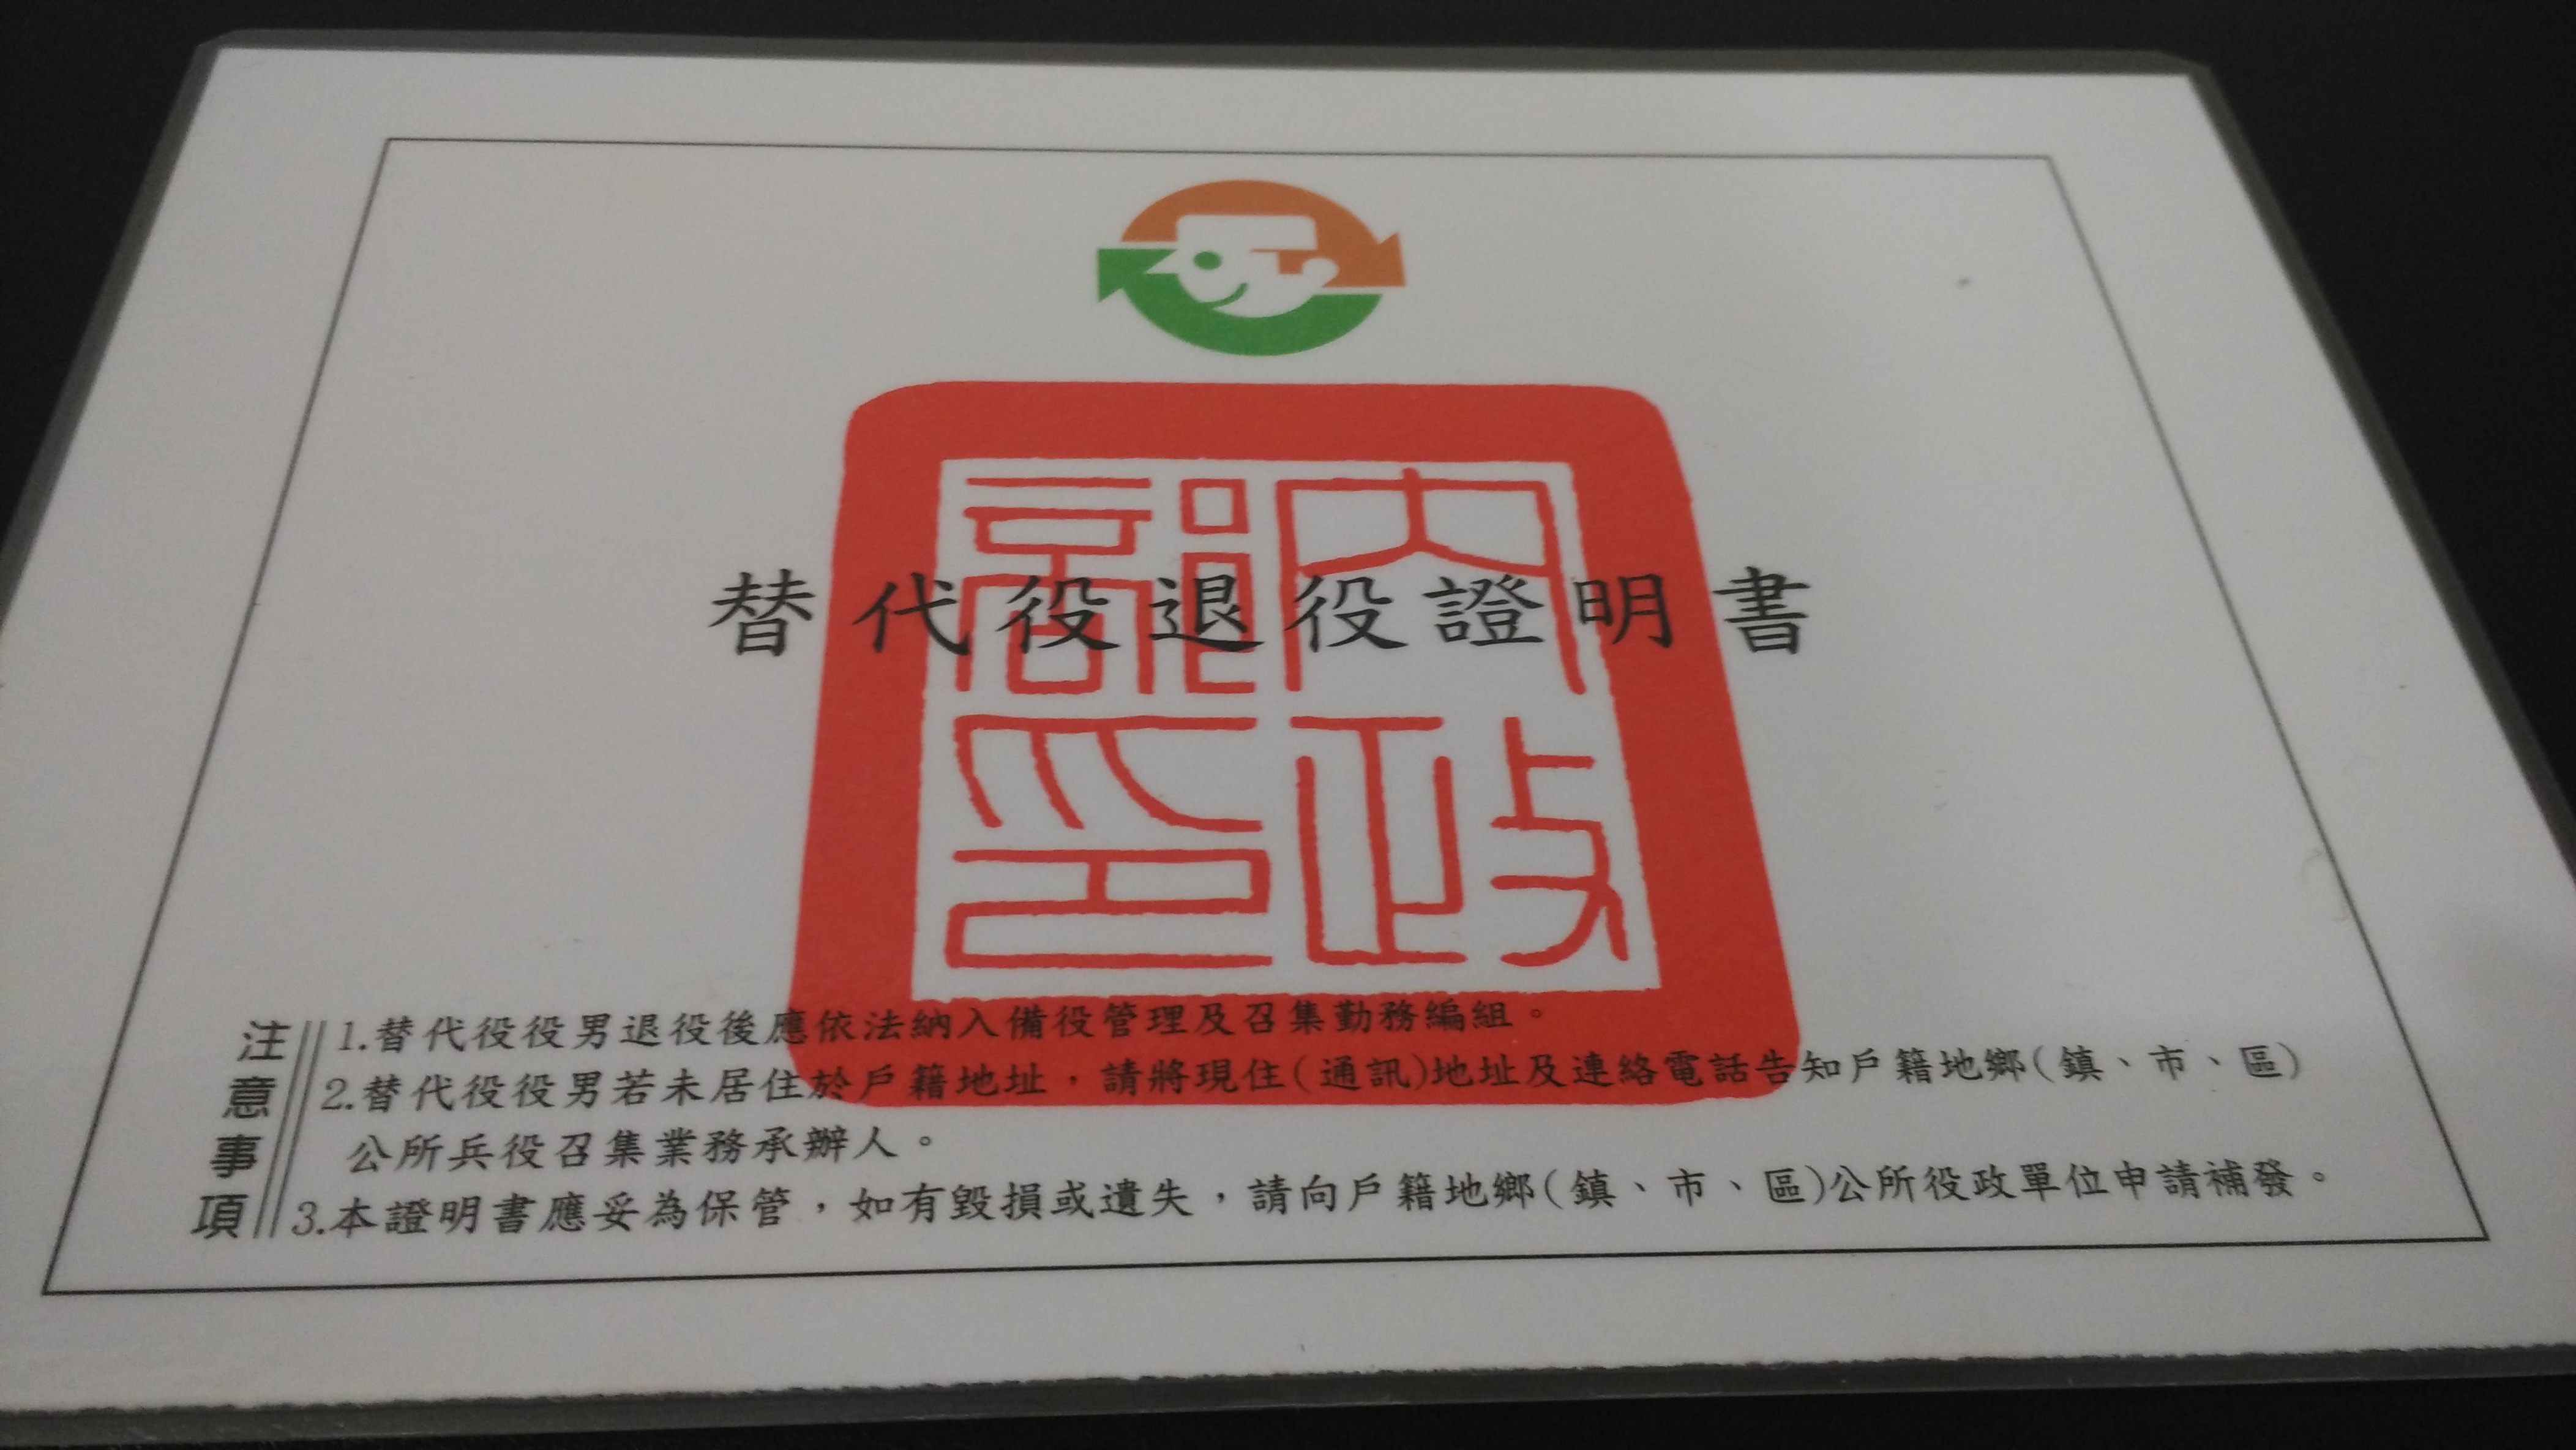 替代役退役證明書
內政部印
注意事項
1.替代役役男退役後應依法納入備役管理及召集勤務編組。
2.替代役役男若未居住於戶籍地址，請將現住(通訊)地址及連絡電話告知戶籍地鄉(鎮、市、區)
公所兵役召集業務承辦人。
3.本證明書應妥為保管，如有毀損或遺失，請向戶籍地鄉(鎮、市、區)公所役政單位申請補發。